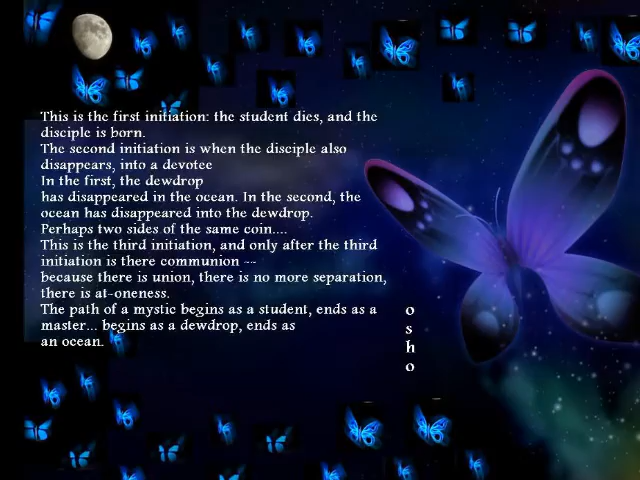 This is the first initiation: the student dies, and the
disciple is born.
The second initiation is when the disciple also
disappears, into a devotee
In the first, the dewdrop
has disappeared in the ocean. In the second, the
ocean has disappeared into the dewdrop.
Perhaps two sides of the same coin....
This is the third initiation, and only after the third
initiation is there communion --
because there is union, there is no more separation,
there is at-oneness.
The path of a mystic begins as a student, ends as a
master... begins as a dewdrop, ends as
an ocean.
o
s
h
o